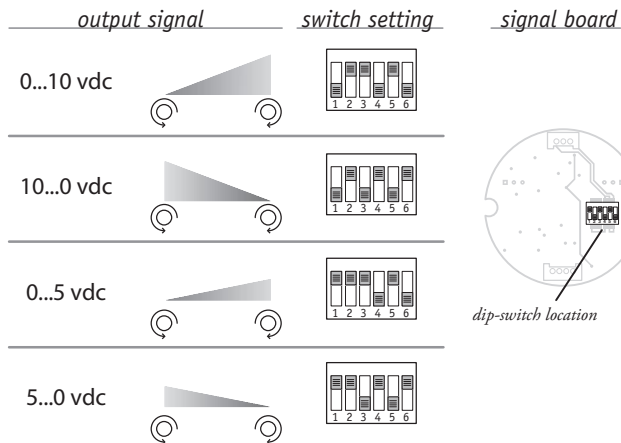 output signal switch setting signal board
0...10 vdc
1 2 3 4 5 6
10...0 vdc
1 2 3 4 5 6
0...5 vdc
1 2 3 4 5 6
dip-switch location
5...0 vdc
1 2 3 4 5 6